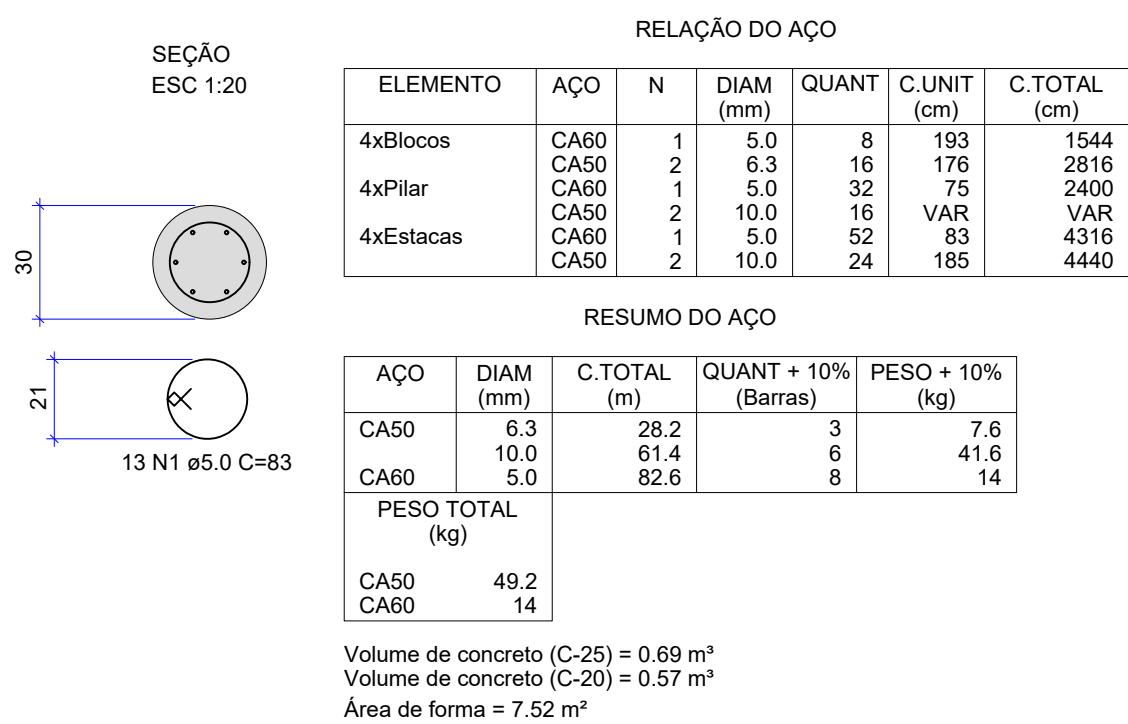 SEÇÃO
ESC 1:20
30
21
13 N1 ø5.0 C=83
RELAÇÃO DO AÇO
ELEMENTO AÇO N DIAM (mm) QUANT C.UNIT (cm) C.TOTAL (cm)
4xBlocos CA60 1 5.0 8 193 1544
CA50 2 6.3 16 176 2816
4xPilar CA60 1 5.0 32 75 2400
CA50 2 10.0 16 VAR VAR
4xEstacas CA60 1 5.0 52 83 4316
CA50 2 10.0 24 185 4440
RESUMO DO AÇO
AÇO DIAM (mm) C.TOTAL (m) QUANT + 10% (Barras) PESO + 10% (kg)
CA50 6.3 28.2 3 7.6
10.0 61.4 6 41.6
CA60 5.0 82.6 8 14
PESO TOTAL
(kg)
CA50 49.2
CA60 14
Volume de concreto (C-25) = 0.69 m³
Volume de concreto (C-20) = 0.57 m³
Área de forma = 7.52 m²